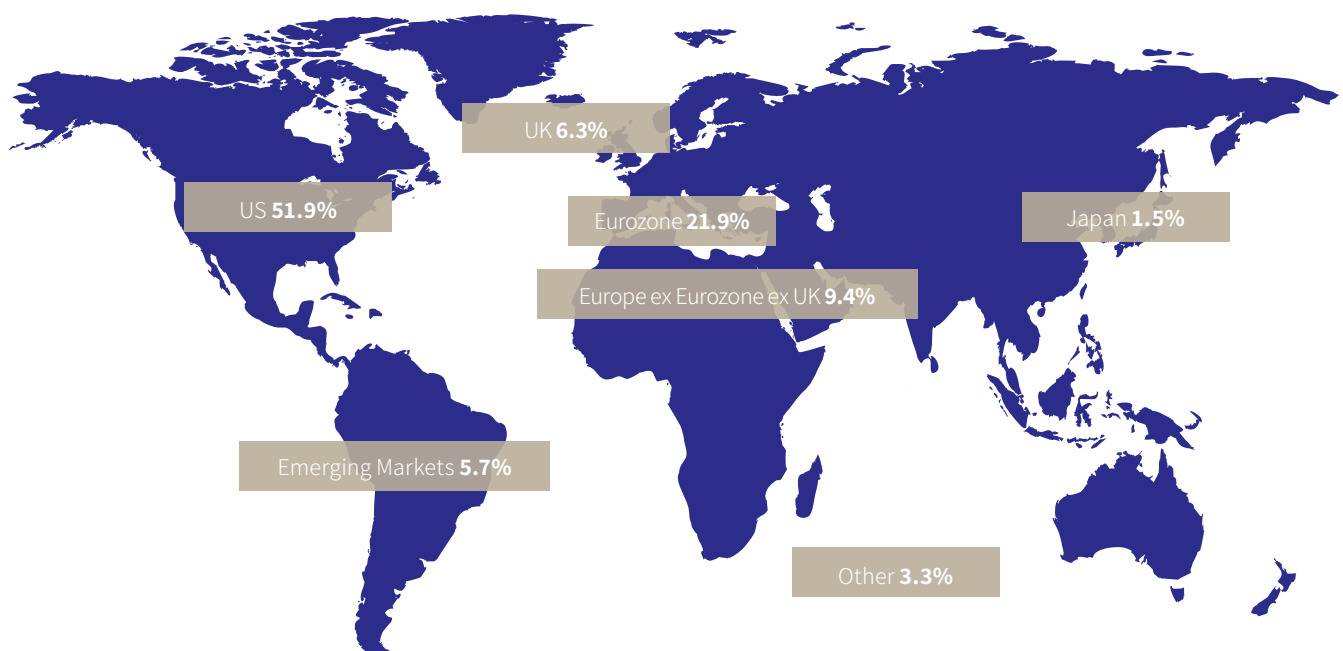 UK 6.3%
US 51.9%
Eurozone 21.9%
Japan 1.5%
Europe ex Eurozone ex UK 9.4%
Emerging Markets 5.7%
Other 3.3%